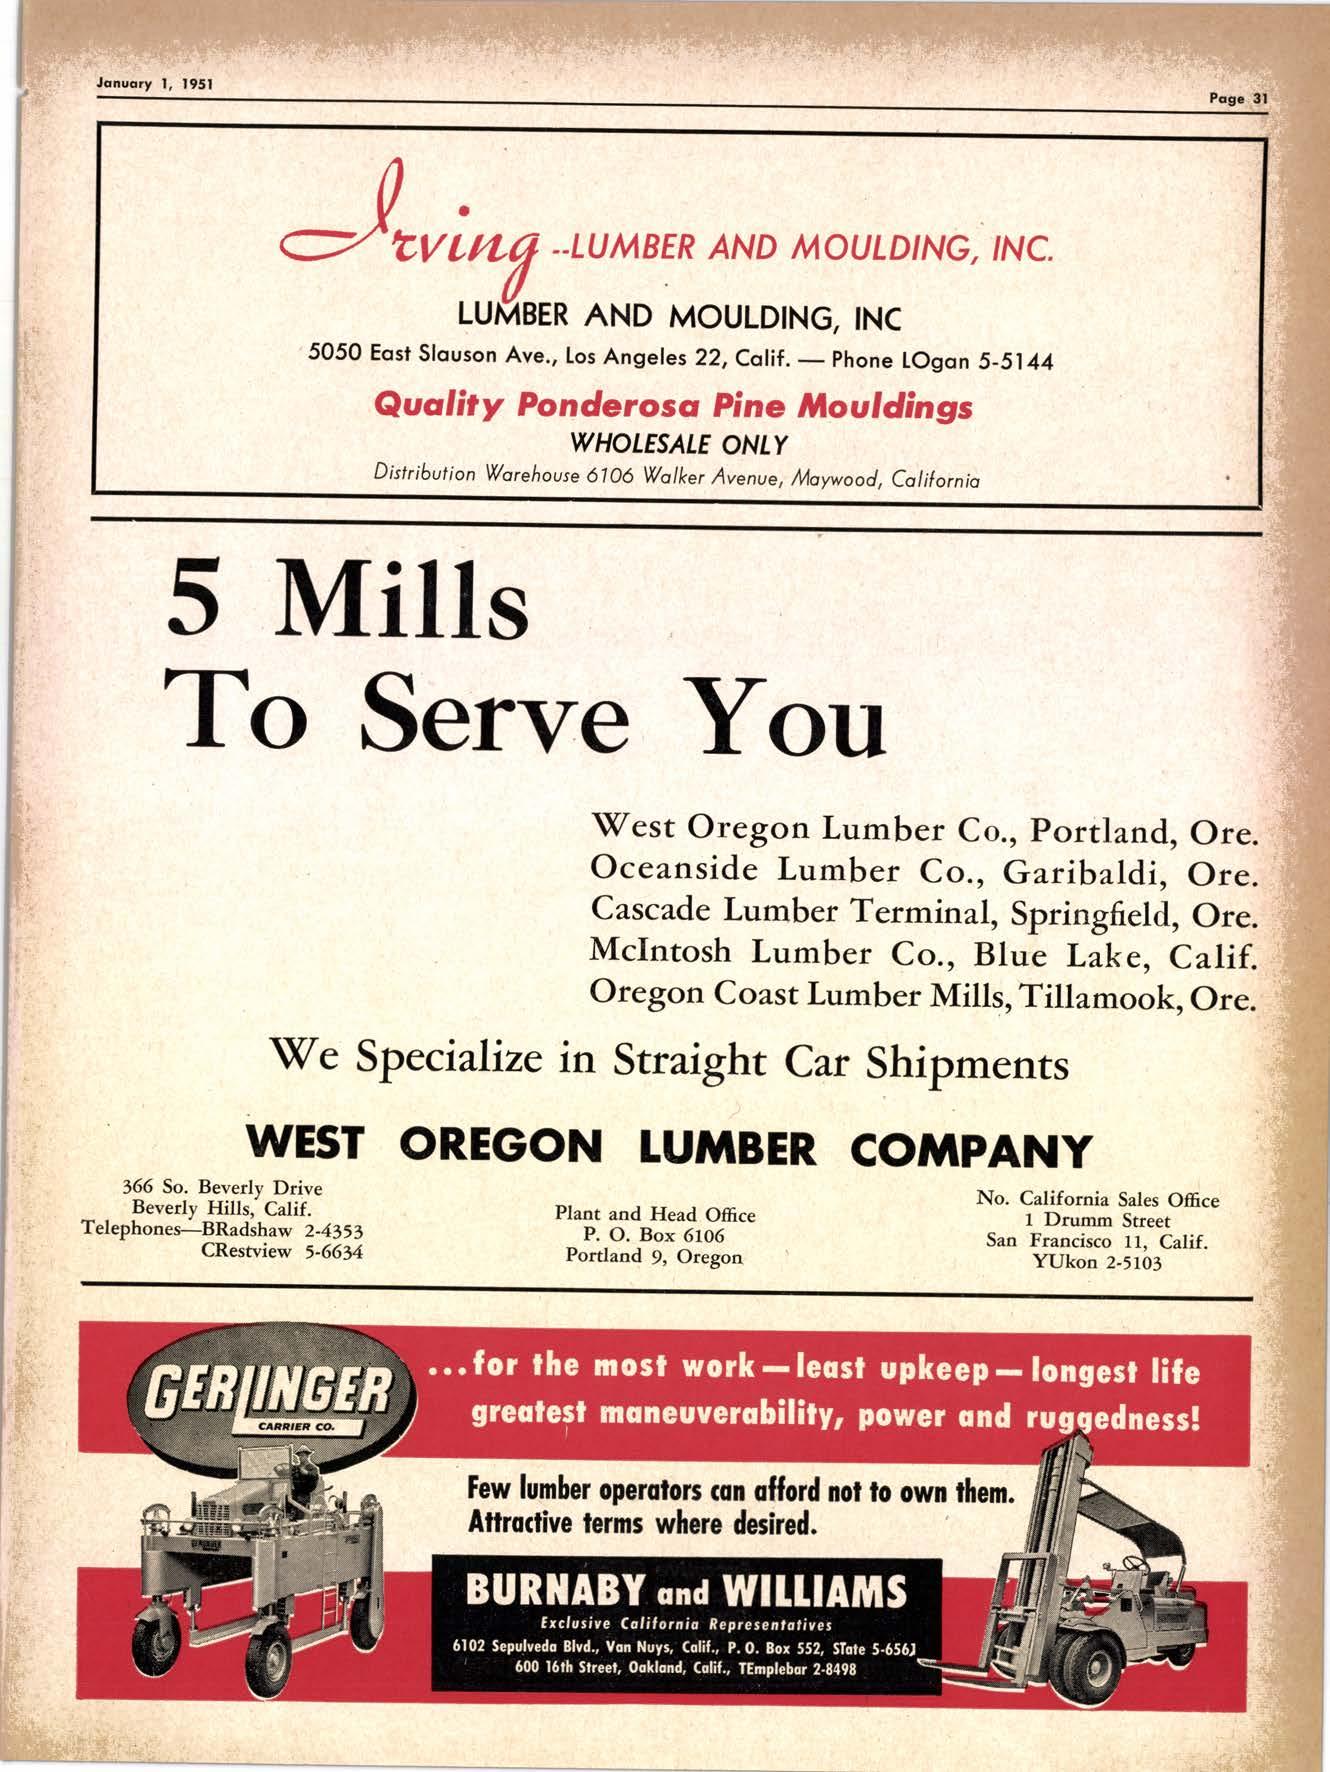 January 1, 1951
Page 31
Irving --LUMBER AND MOULDING, INC.
LUMBER AND MOULDING, INC
5050 East Slauson Ave., Los Angeles 22, Calif. — Phone LOgan 5-5144
Quality Ponderosa Pine Mouldings
WHOLESALE ONLY
Distribution Warehouse 6106 Walker Avenue, Maywood, California
5 Mills
To Serve You
West Oregon Lumber Co., Portland, Ore.
Oceanside Lumber Co., Garibaldi, Ore.
Cascade Lumber Terminal, Springfield, Ore.
McIntosh Lumber Co., Blue Lake, Calif.
Oregon Coast Lumber Mills, Tillamook, Ore.
We Specialize in Straight Car Shipments
WEST OREGON LUMBER COMPANY
366 So. Beverly Drive
Beverly Hills, Calif.
Telephones—BRadshaw 2-4353
CRestview 5-6634
Plant and Head Office
P. O. Box 6106
Portland 9, Oregon
No. California Sales Office
1 Drumm Street
San Francisco 11, Calif.
YUkon 2-5103
GERLINGER
CARRIER CO.
...for the most work — least upkeep — longest life
greatest maneuverability, power and ruggedness!
Few lumber operators can afford not to own them.
Attractive terms where desired.
BURNABY and WILLIAMS
Exclusive California Representatives
6102 Sepulveda Blvd., Van Nuys, Calif., P. O. Box 552, STate 5-6561
600 16th Street, Oakland, Calif., TEmplebar 2-8498